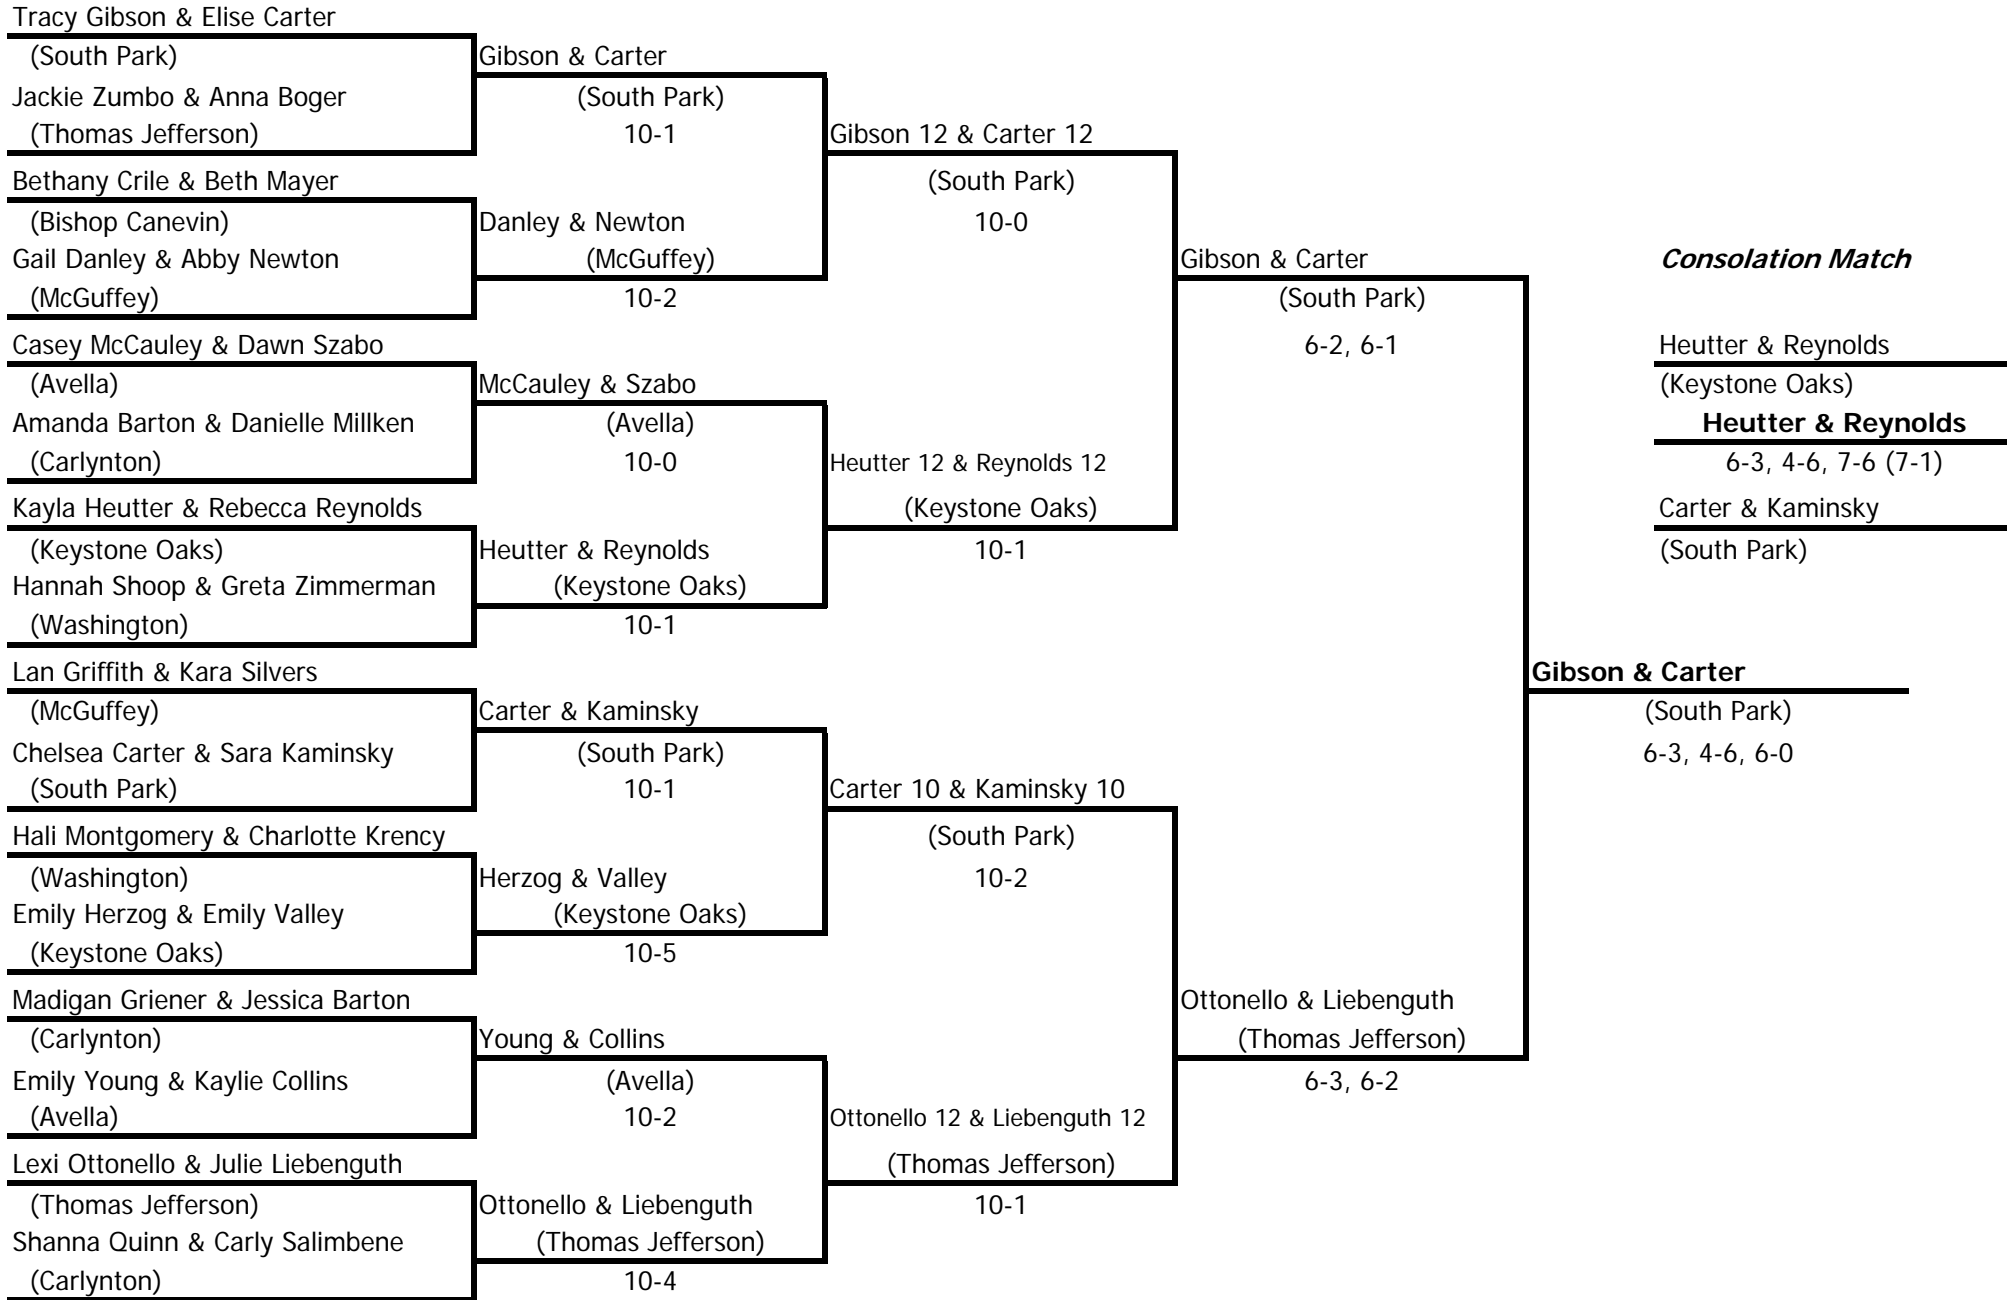 Tracy Gibson & Elise Carter
(South Park)
Jackie Zumbo & Anna Boger
(Thomas Jefferson)
Bethany Crile & Beth Mayer
(Bishop Canevin)
Gail Danley & Abby Newton
(McGuffey)
Casey McCauley & Dawn Szabo
(Avella)
Amanda Barton & Danielle Millken
(Carlynton)
Kayla Heutter & Rebecca Reynolds
(Keystone Oaks)
Hannah Shoop & Greta Zimmerman
(Washington)
Lan Griffith & Kara Silvers
(McGuffey)
Chelsea Carter & Sara Kaminsky
(South Park)
Hali Montgomery & Charlotte Krency
(Washington)
Emily Herzog & Emily Valley
(Keystone Oaks)
Madigan Griener & Jessica Barton
(Carlynton)
Emily Young & Kaylie Collins
(Avella)
Lexi Ottonello & Julie Liebenguth
(Thomas Jefferson)
Shanna Quinn & Carly Salimbene
(Carlynton)
Gibson & Carter
(South Park)
10-1
Danley & Newton
(McGuffey)
10-2
McCauley & Szabo
(Avella)
10-0
Heutter & Reynolds
(Keystone Oaks)
10-1
Carter & Kaminsky
(South Park)
10-1
Herzog & Valley
(Keystone Oaks)
10-5
Young & Collins
(Avella)
10-2
Ottonello & Liebenguth
(Thomas Jefferson)
10-4
Gibson 12 & Carter 12
(South Park)
10-0
Heutter 12 & Reynolds 12
(Keystone Oaks)
10-1
Carter 10 & Kaminsky 10
(South Park)
10-2
Ottonello 12 & Liebenguth 12
(Thomas Jefferson)
10-1
Gibson & Carter
(South Park)
6-2, 6-1
Ottonello & Liebenguth
(Thomas Jefferson)
6-3, 6-2
Gibson & Carter
(South Park)
6-3, 4-6, 6-0
Consolation Match
Heutter & Reynolds
(Keystone Oaks)
Heutter & Reynolds
6-3, 4-6, 7-6 (7-1)
Carter & Kaminsky
(South Park)